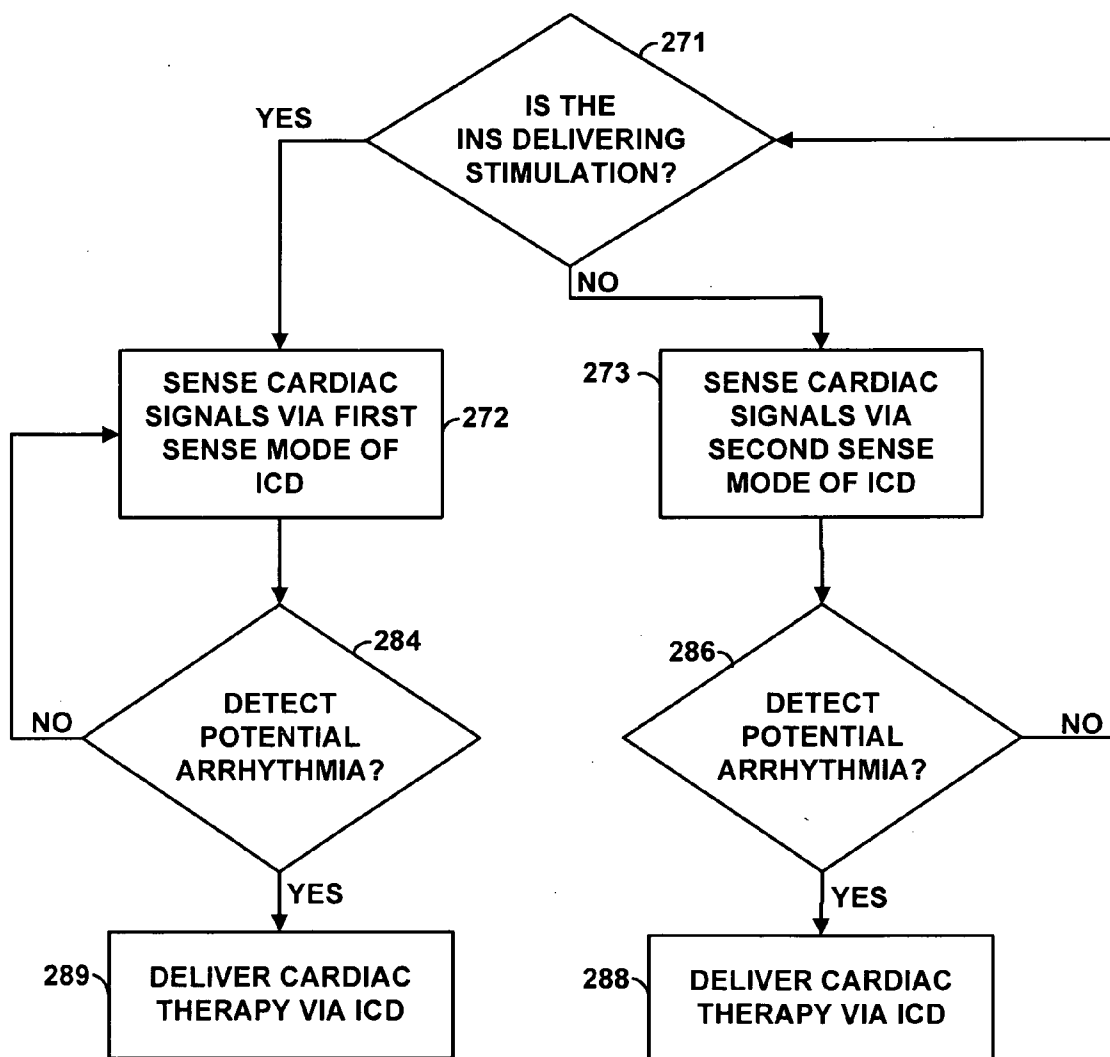 271
IS THE
INS DELIVERING
STIMULATION?
YES
NO
SENSE CARDIAC
SIGNALS VIA FIRST
SENSE MODE OF
ICD
272
273
SENSE CARDIAC
SIGNALS VIA
SECOND SENSE
MODE OF ICD
284
DETECT
POTENTIAL
ARRHYTHMIA?
NO
YES
286
DETECT
POTENTIAL
ARRHYTHMIA?
NO
YES
289
DELIVER CARDIAC
THERAPY VIA ICD
288
DELIVER CARDIAC
THERAPY VIA ICD